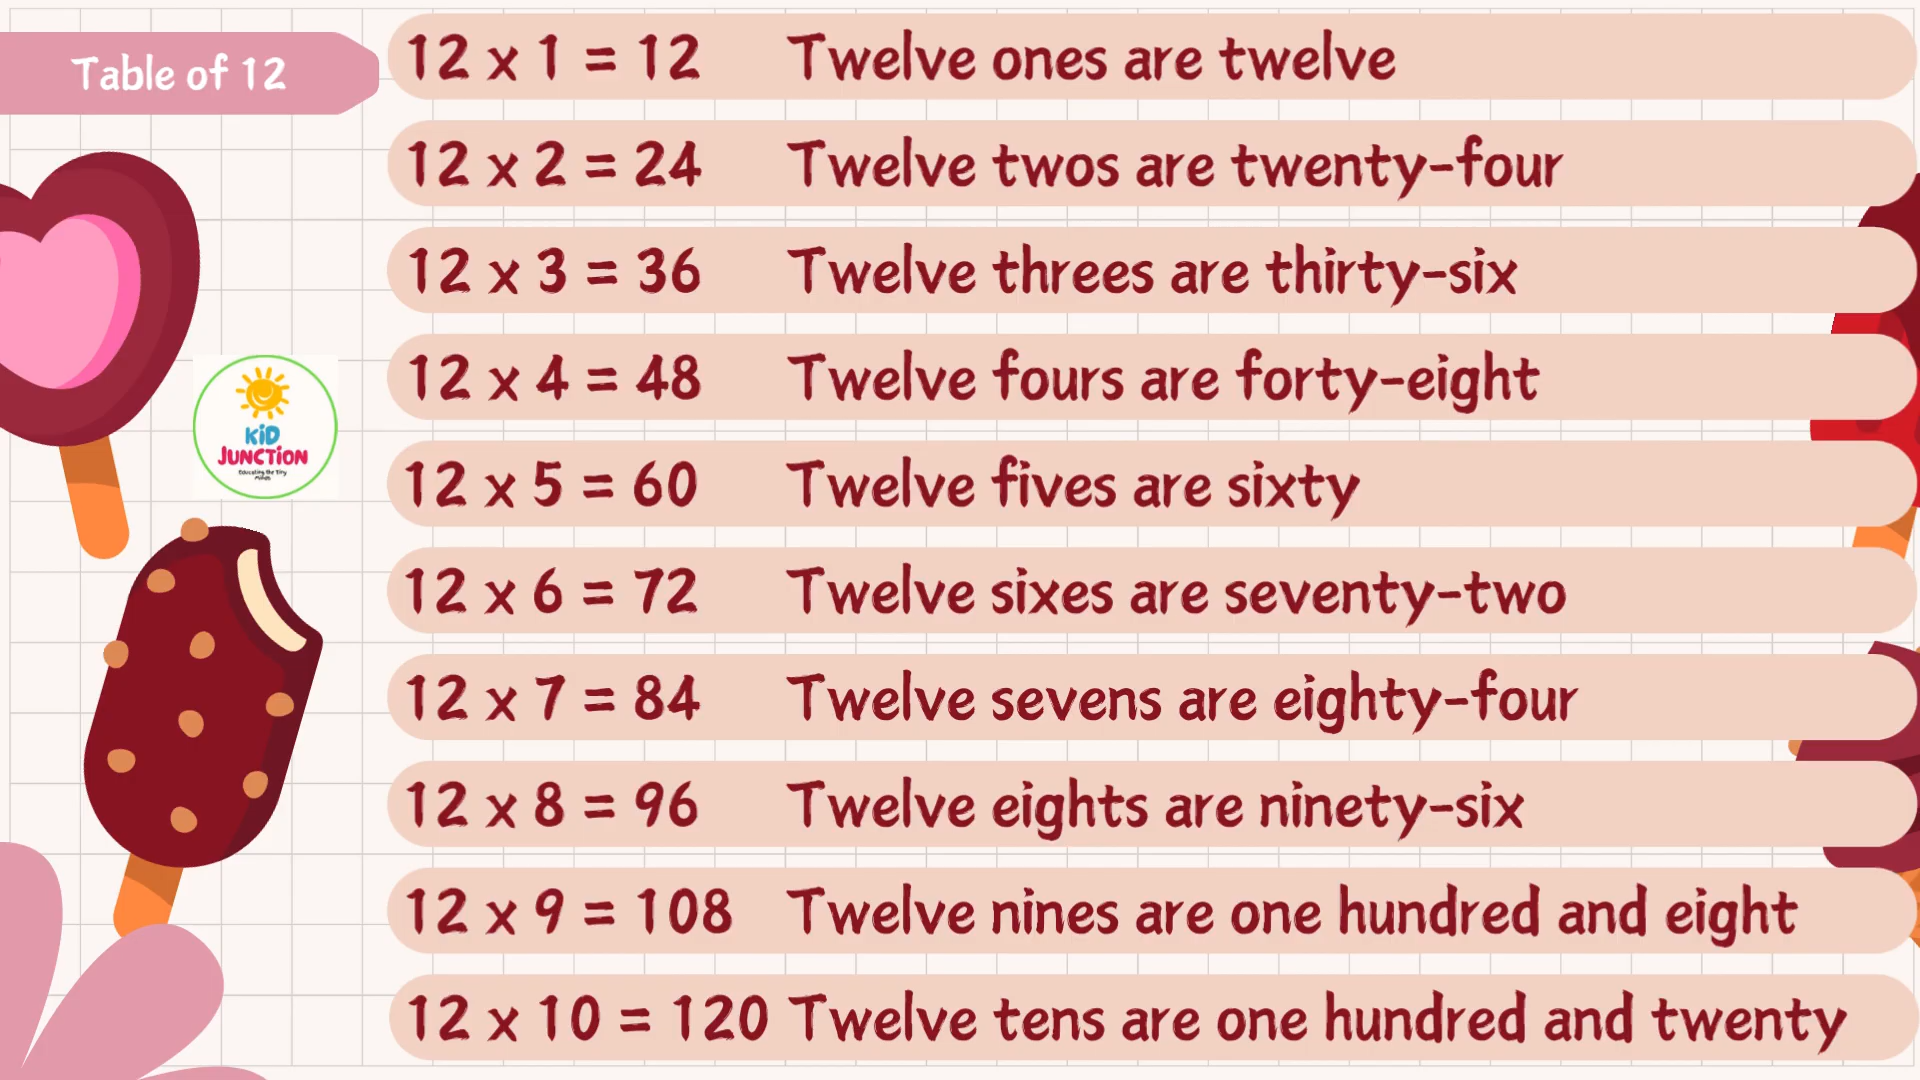 Table of 12
12 x 1 = 12 Twelve ones are twelve
12 x 2 = 24 Twelve twos are twenty-four
12 x 3 = 36 Twelve threes are thirty-six
12 x 4 = 48 Twelve fours are forty-eight
12 x 5 = 60 Twelve fives are sixty
12 x 6 = 72 Twelve sixes are seventy-two
12 x 7 = 84 Twelve sevens are eighty-four
12 x 8 = 96 Twelve eights are ninety-six
12 x 9 = 108 Twelve nines are one hundred and eight
12 x 10 = 120 Twelve tens are one hundred and twenty
KiD
JUNCTiON
Educating the Tiny
Minds